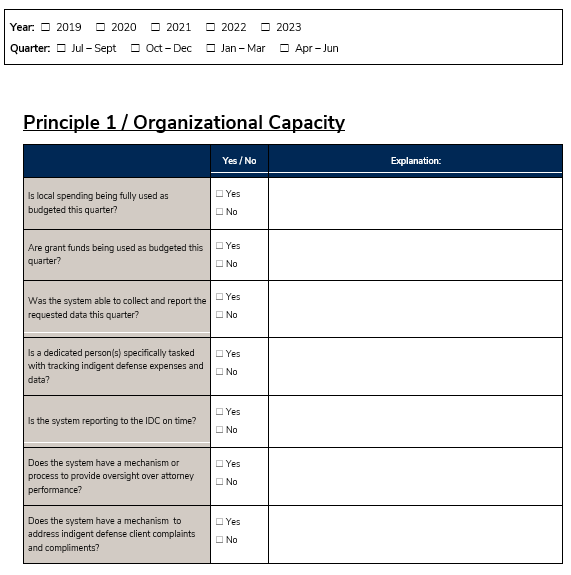 Year: ☐ 2019 ☐ 2020 ☐ 2021 ☐ 2022 ☐ 2023
Quarter: ☐ Jul – Sept ☐ Oct – Dec ☐ Jan – Mar ☐ Apr – Jun
Principle 1 / Organizational Capacity
Yes / No Explanation:
Is local spending being fully used as
budgeted this quarter?
☐ Yes
☐ No
Are grant funds being used as budgeted this
quarter?
☐ Yes
☐ No
Was the system able to collect and report the
requested data this quarter?
☐ Yes
☐ No
Is a dedicated person(s) specifically tasked
with tracking indigent defense expenses and
data?
☐ Yes
☐ No
Is the system reporting to the IDC on time?
☐ Yes
☐ No
Does the system have a mechanism or
process to provide oversight over attorney
performance?
☐ Yes
☐ No
Does the system have a mechanism to
address indigent defense client complaints
and compliments?
☐ Yes
☐ No